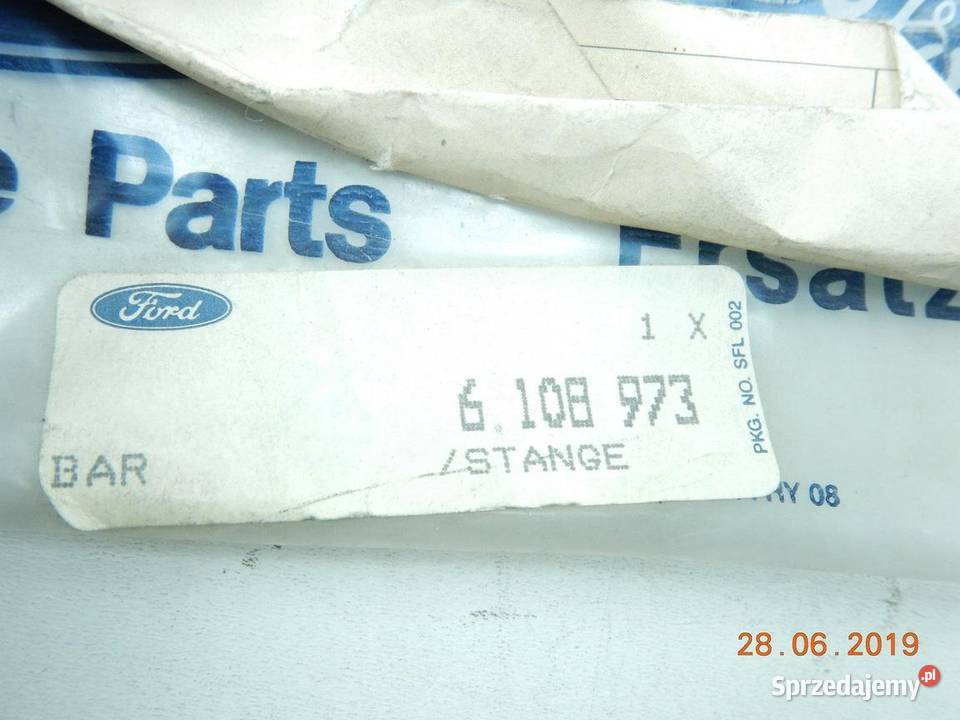 Parts
Ersatz
Ford
1 X
6.108 973
BAR /STANGE
PKG. NO. SFL 002
RY 08
28.06.2019
Sprzedajemy.pl